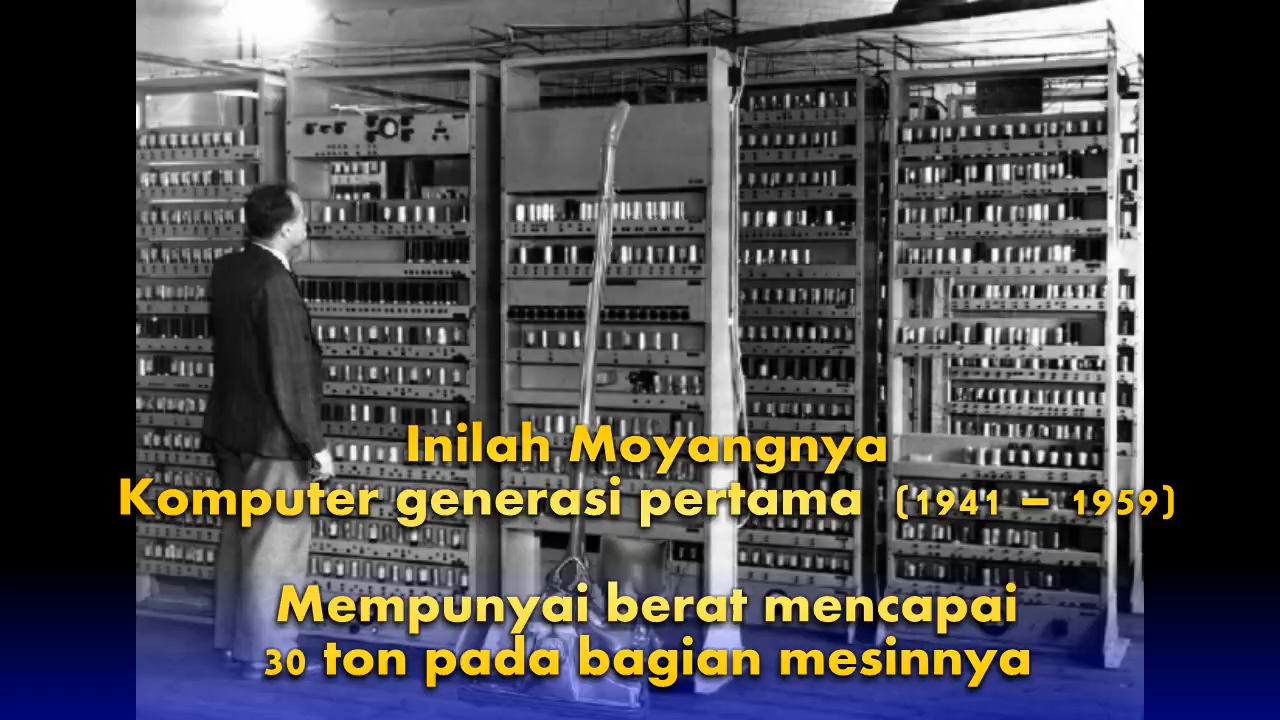 Inilah Moyangnya
Komputer generasi pertama (1941 – 1959)
Mempunyai berat mencapai
30 ton pada bagian mesinnya